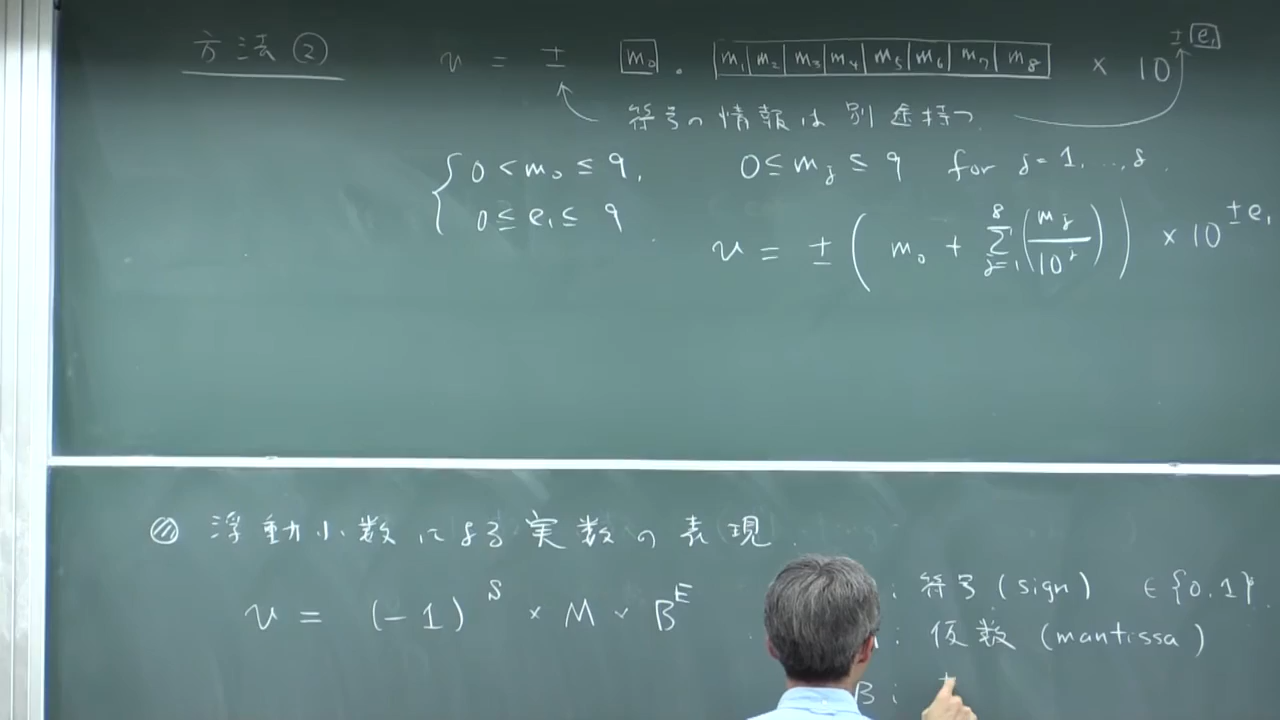 方法② v = ± m₀ . m₁ m₂ m₃ m₄ m₅ m₆ m₇ m₈ × 10^{±e₁}
符号の情報は別途持つ
0 < m₀ ≤ 9, 0 ≤ m_j ≤ 9 for j = 1, ..., 8.
0 ≤ e₁ ≤ 9
v = ± ( m₀ + Σ_{j=1}^{8} ( m_j / 10^j ) ) × 10^{±e₁}
◎ 浮動小数による実数の表現.
v = (-1)^S × M × B^E
: 符号 (sign) ∈ {0, 1}.
: 仮数 (mantissa)
B :